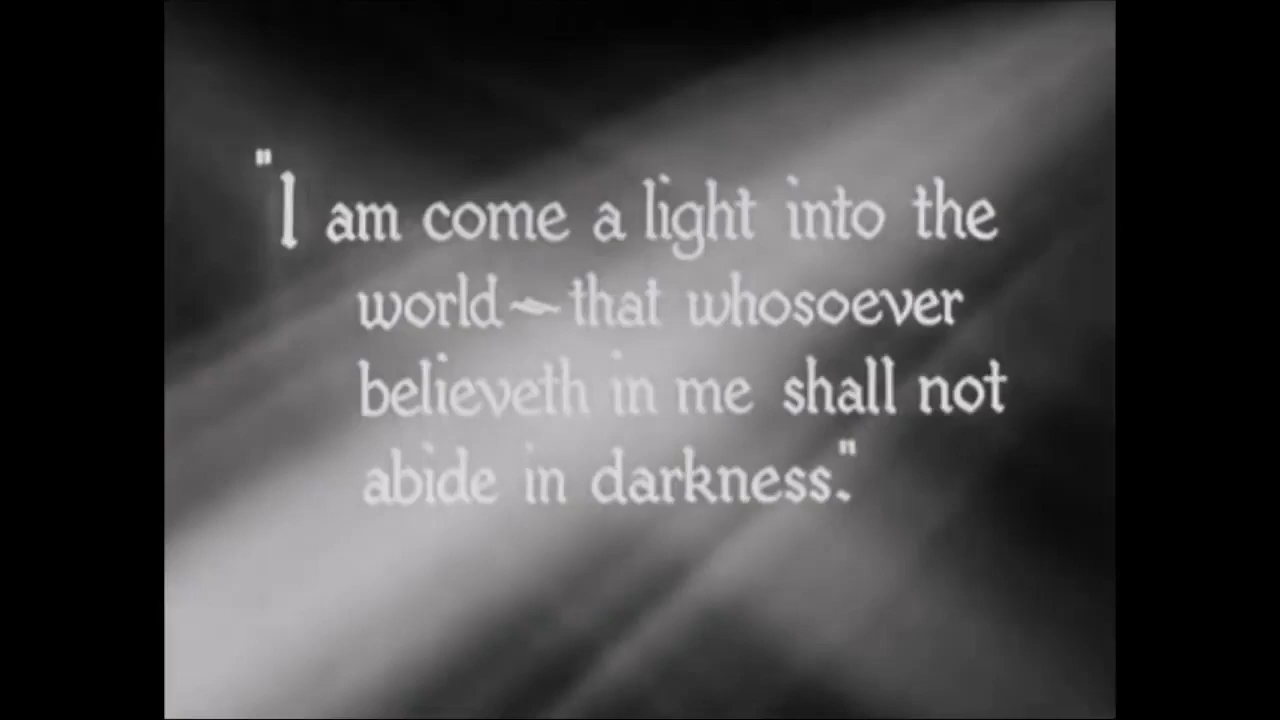 "I am come a light into the
world~that whosoever
believeth in me shall not
abide in darkness."